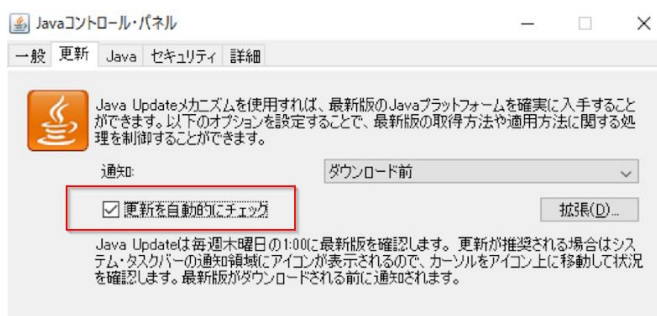 Javaコントロール・パネル
一般 更新 Java セキュリティ 詳細
Java Updateメカニズムを使用すれば、最新版のJavaプラットフォームを確実に入手すること
ができます。以下のオプションを設定することで、最新版の取得方法や適用方法に関する処
理を制御することができます。
通知: ダウンロード前
更新を自動的にチェック 拡張(D)...
Java Updateは毎週木曜日の1:00に最新版を確認します。更新が推奨される場合はシス
テム・タスクバーの通知領域にアイコンが表示されるので、カーソルをアイコン上に移動して状況
を確認します。最新版がダウンロードされる前に通知されます。